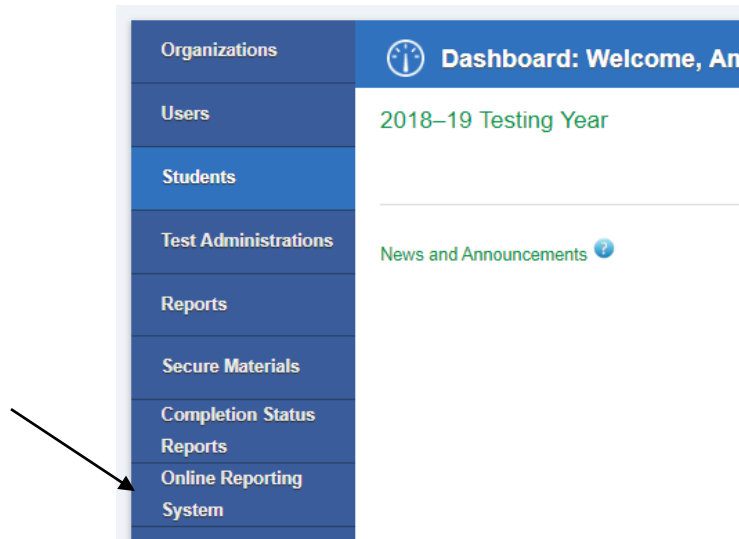 Organizations
Dashboard: Welcome, An
Users
2018–19 Testing Year
Students
Test Administrations
News and Announcements ?
Reports
Secure Materials
Completion Status
Reports
Online Reporting
System